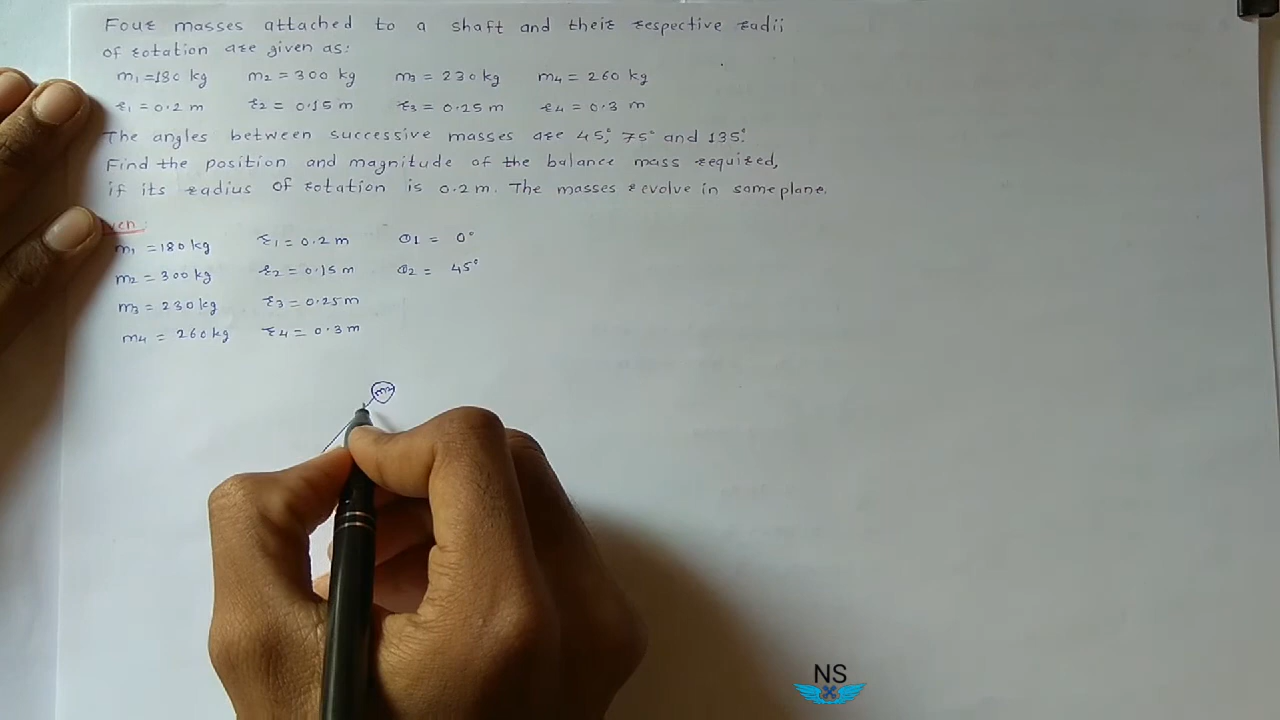 Four masses attached to a shaft and their respective radii
of rotation are given as:
m1 = 180 kg m2 = 300 kg m3 = 230 kg m4 = 260 kg
r1 = 0.2 m r2 = 0.15 m r3 = 0.25 m r4 = 0.3 m
The angles between successive masses are 45°, 75° and 135°.
Find the position and magnitude of the balance mass required,
if its radius of rotation is 0.2 m. The masses revolve in same plane.
m1 = 180 kg r1 = 0.2 m θ1 = 0°
m2 = 300 kg r2 = 0.15 m θ2 = 45°
m3 = 230 kg r3 = 0.25 m
m4 = 260 kg r4 = 0.3 m
m2
NS